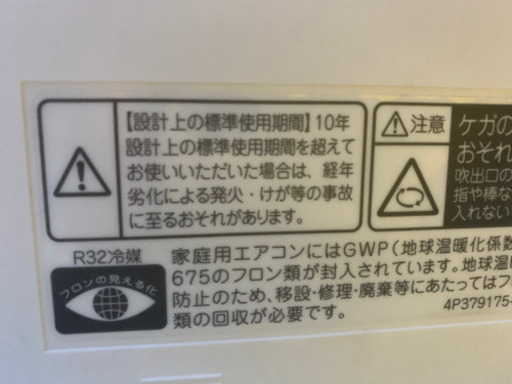 【設計上の標準使用期間】10年
設計上の標準使用期間を超えて
お使いいただいた場合は、経年
劣化による発火・けが等の事故
に至るおそれがあります。
注意
ケガの
おそれ
吹出口の
指や棒な
入れない
R32冷媒
フロンの見える化
家庭用エアコンにはGWP（地球温暖化係数
675のフロン類が封入されています。地球温
防止のため、移設・修理・廃棄等にあたってはフ
類の回収が必要です。
4P379175-